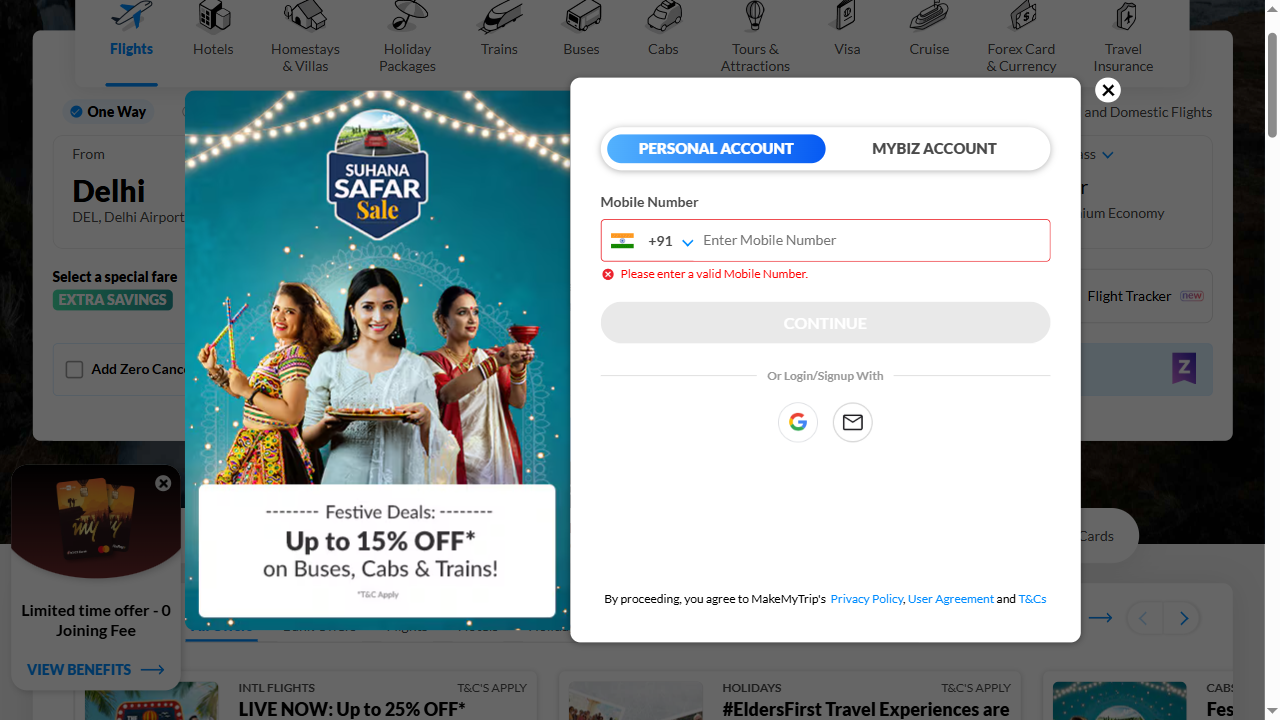 Flights
Hotels
Homestays
& Villas
Holiday
Packages
Trains
Buses
Cabs
Tours &
Attractions
Visa
Cruise
Forex Card
& Currency
Travel
Insurance
One Way
and Domestic Flights
From
Delhi
DEL, Delhi Airport
Select a special fare
EXTRA SAVINGS
Add Zero Canc
Flight Tracker
new
SUHANA
SAFAR
Sale
-------- Festive Deals: --------
Up to 15% OFF*
on Buses, Cabs & Trains!
*T&C Apply
PERSONAL ACCOUNT
MYBIZ ACCOUNT
Mobile Number
+91
Enter Mobile Number
Please enter a valid Mobile Number.
CONTINUE
Or Login/Signup With
By proceeding, you agree to MakeMyTrip's Privacy Policy, User Agreement and T&Cs
Cards
Limited time offer - 0
Joining Fee
VIEW BENEFITS
INTL FLIGHTS
T&C'S APPLY
LIVE NOW: Up to 25% OFF*
HOLIDAYS
T&C'S APPLY
#EldersFirst Travel Experiences are